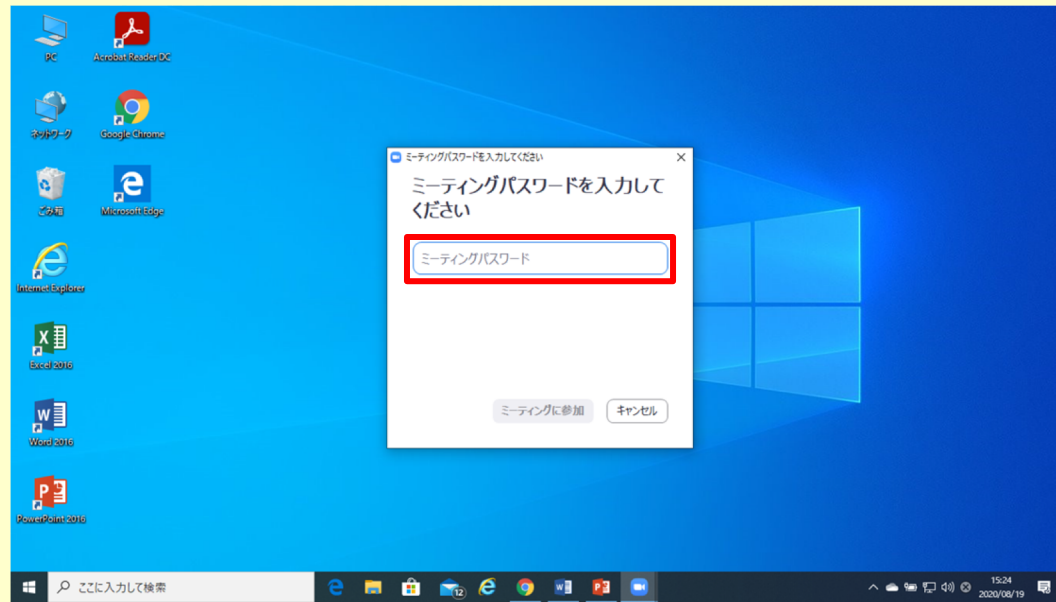 PC
Acrobat Reader DC
ネットワーク
Google Chrome
ごみ箱
Microsoft Edge
Internet Explorer
Excel 2016
Word 2016
PowerPoint 2016
ミーティングパスワードを入力してください
ミーティングパスワードを入力して
ください
ミーティングパスワード
ミーティングに参加
キャンセル
ここに入力して検索
12
15:24
2020/08/19